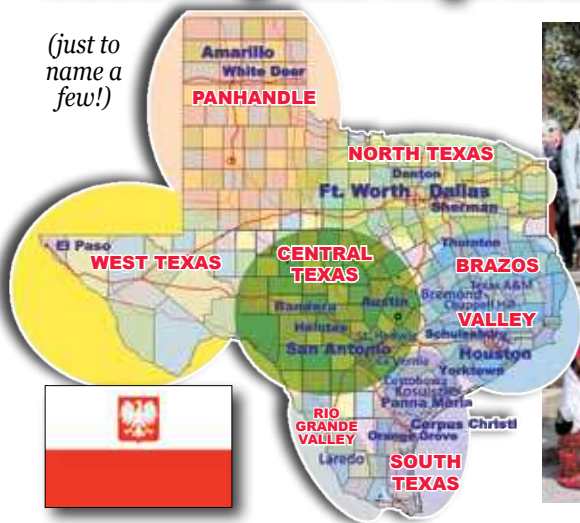 (just to
name a
few!)
Amarillo
White Deer
PANHANDLE
NORTH TEXAS
Denton
Ft. Worth Dallas
Sherman
El Paso
WEST TEXAS
CENTRAL
TEXAS
Thornton
BRAZOS
VALLEY
Texas A&M
Bremond
Chappell Hill
Bandera
Austin
San Antonio
La Vernia
Schulenburg
Houston
Yorktown
Cestohowa
Kosciusko
Panna Maria
RIO
GRANDE
VALLEY
Corpus Christi
Orange Grove
Laredo
SOUTH
TEXAS